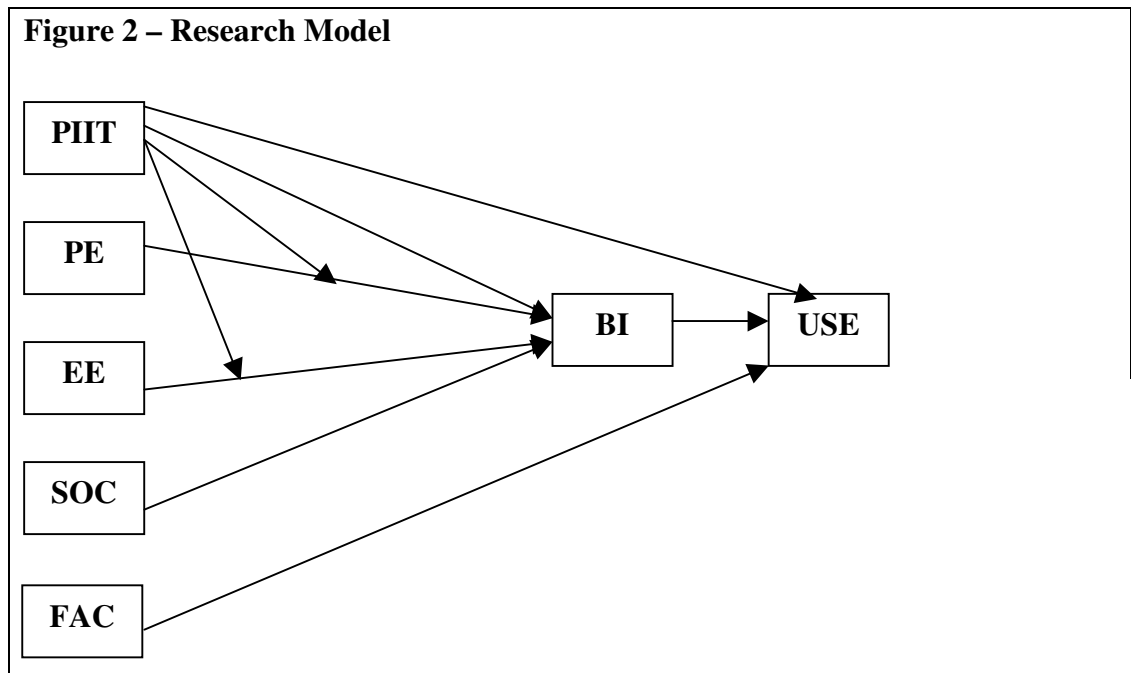 Figure 2 – Research Model
PIIT
PE
EE
BI
USE
SOC
FAC